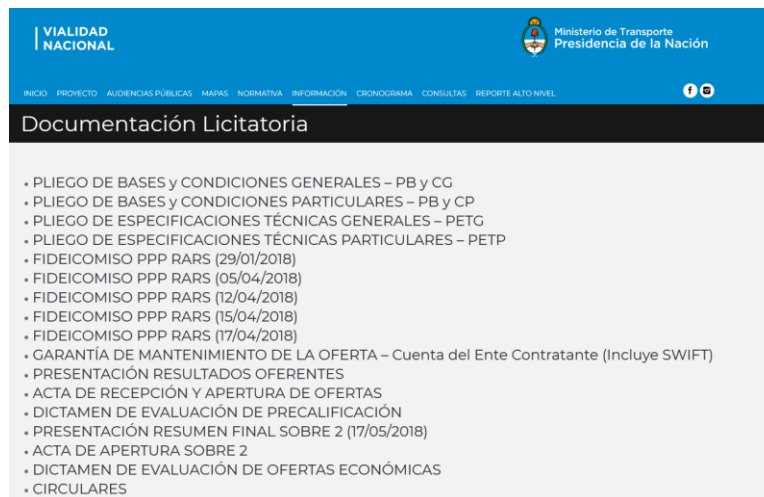 VIALIDAD
NACIONAL
Ministerio de Transporte
Presidencia de la Nación
INICIO PROYECTO AUDIENCIAS PÚBLICAS MAPAS NORMATIVA INFORMACIÓN CRONOGRAMA CONSULTAS REPORTE ALTO NIVEL
Documentación Licitatoria
• PLIEGO DE BASES y CONDICIONES GENERALES – PB y CG
• PLIEGO DE BASES y CONDICIONES PARTICULARES – PB y CP
• PLIEGO DE ESPECIFICACIONES TÉCNICAS GENERALES – PETG
• PLIEGO DE ESPECIFICACIONES TÉCNICAS PARTICULARES – PETP
• FIDEICOMISO PPP RARS (29/01/2018)
• FIDEICOMISO PPP RARS (05/04/2018)
• FIDEICOMISO PPP RARS (12/04/2018)
• FIDEICOMISO PPP RARS (15/04/2018)
• FIDEICOMISO PPP RARS (17/04/2018)
• GARANTÍA DE MANTENIMIENTO DE LA OFERTA – Cuenta del Ente Contratante (Incluye SWIFT)
• PRESENTACIÓN RESULTADOS OFERENTES
• ACTA DE RECEPCIÓN Y APERTURA DE OFERTAS
• DICTAMEN DE EVALUACIÓN DE PRECALIFICACIÓN
• PRESENTACIÓN RESUMEN FINAL SOBRE 2 (17/05/2018)
• ACTA DE APERTURA SOBRE 2
• DICTAMEN DE EVALUACIÓN DE OFERTAS ECONÓMICAS
• CIRCULARES